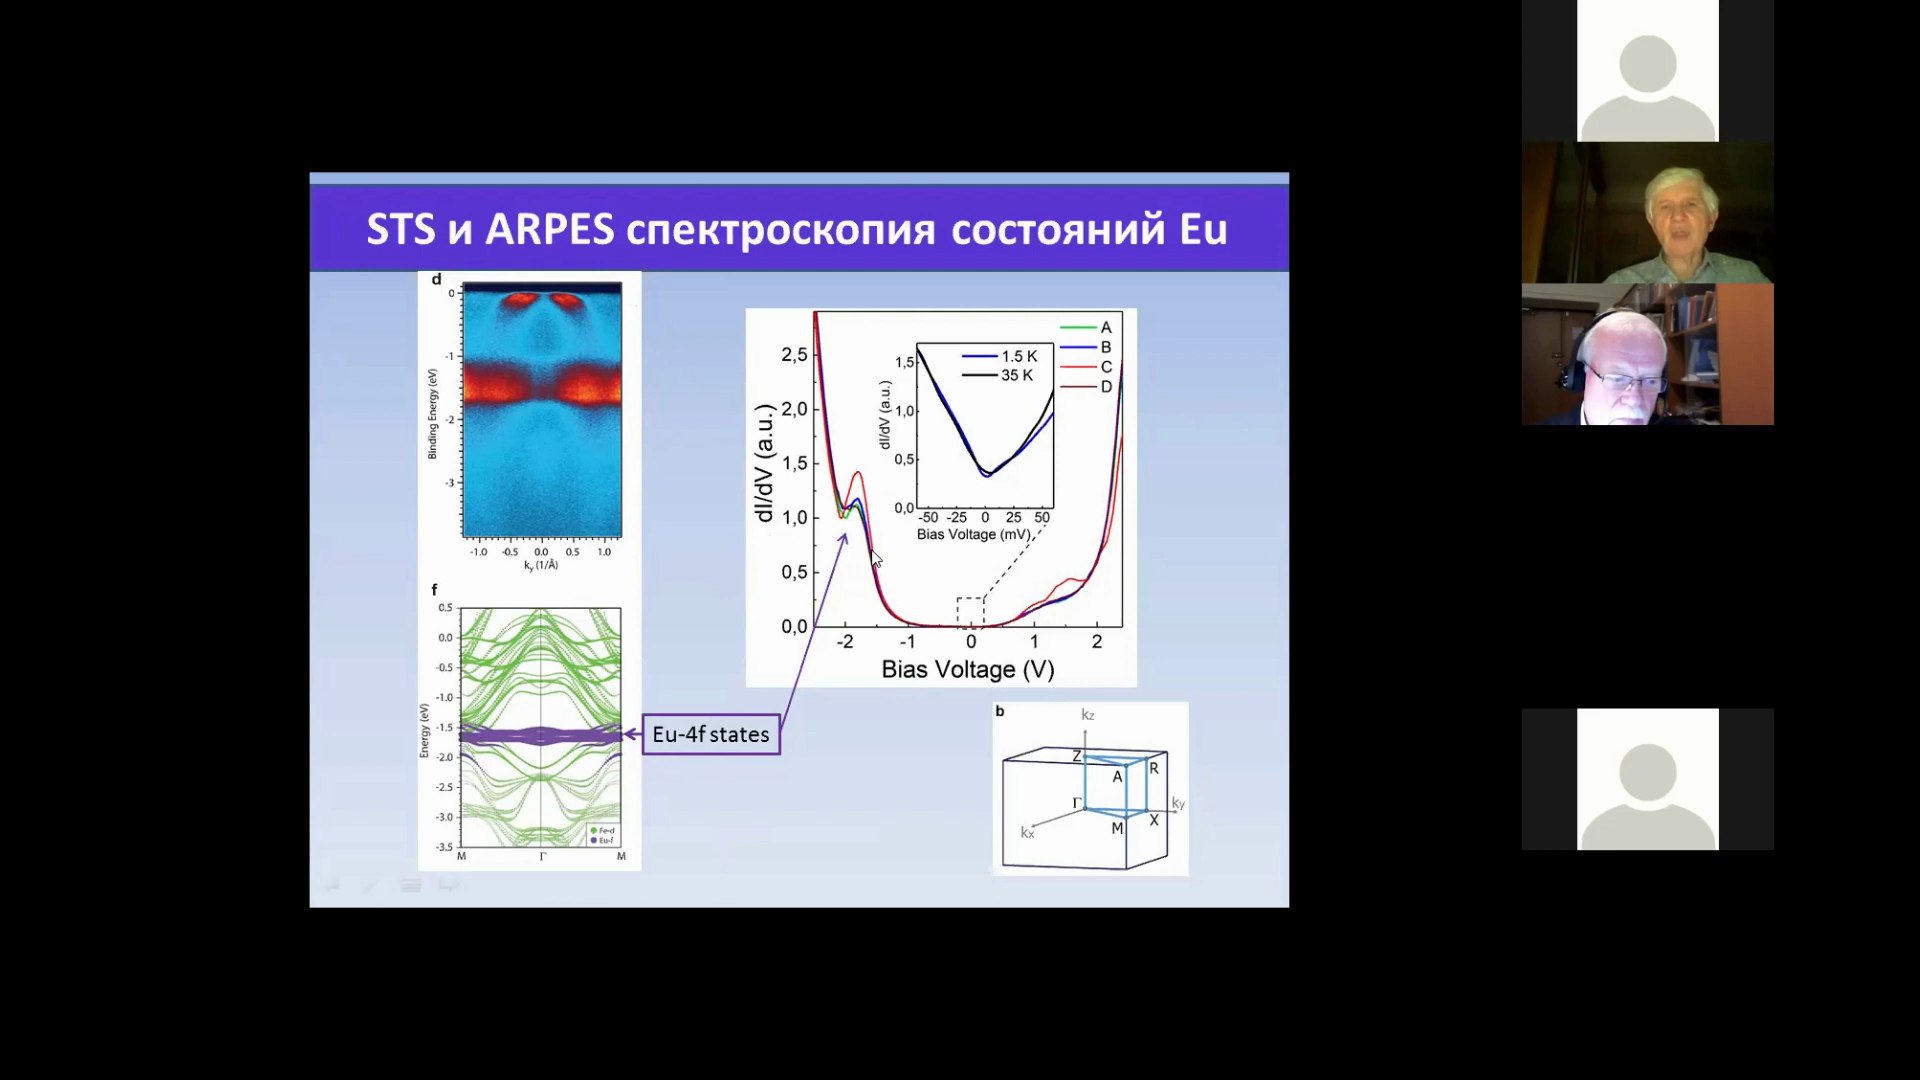 STS и ARPES спектроскопия состояний Eu
d
0
-1
-2
-3
Binding Energy (eV)
-1.0 -0.5 0.0 0.5 1.0
ky (1/Å)
f
0.5
0.0
-0.5
-1.0
-1.5
-2.0
-2.5
-3.0
-3.5
Energy (eV)
Fe-d
Eu-f
M Γ M
Eu-4f states
2,5
2,0
1,5
1,0
0,5
0,0
dI/dV (a.u.)
-2 -1 0 1 2
Bias Voltage (V)
A
B
C
D
1.5 K
35 K
1,5
1,0
0,5
0,0
dI/dV (a.u.)
-50 -25 0 25 50
Bias Voltage (mV)
b
kz
Z
A
R
Γ
ky
kx
M
X